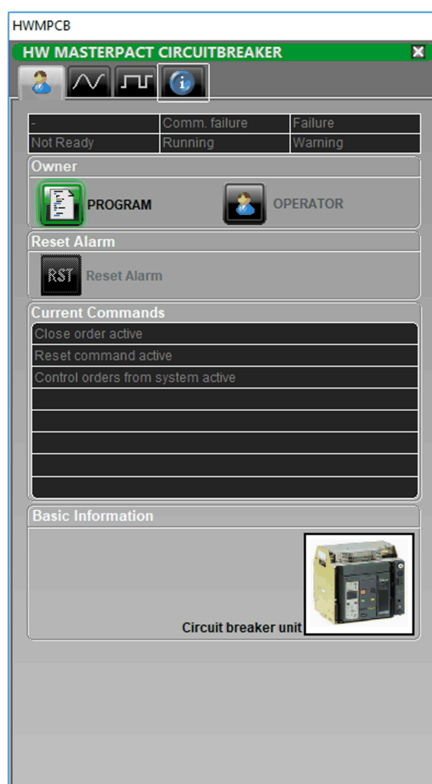 HWMPCB
HW MASTERPACT CIRCUITBREAKER
- Comm. failure Failure
Not Ready Running Warning
Owner
PROGRAM OPERATOR
Reset Alarm
RST Reset Alarm
Current Commands
Close order active
Reset command active
Control orders from system active
Basic Information
Circuit breaker unit